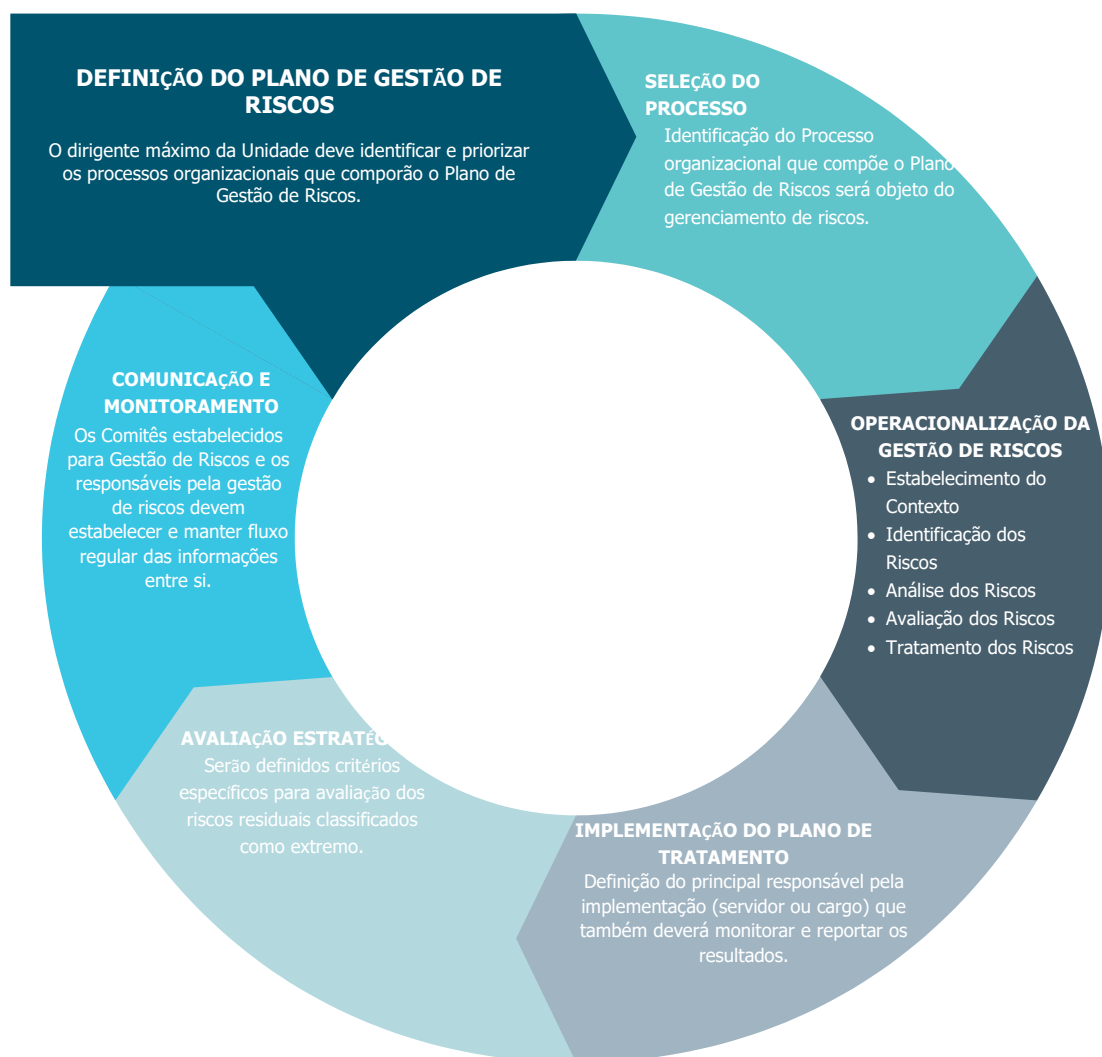 DEFINIÇÃO DO PLANO DE GESTÃO DE
RISCOS
O dirigente máximo da Unidade deve identificar e priorizar
os processos organizacionais que comporão o Plano de
Gestão de Riscos.
SELEÇÃO DO
PROCESSO
Identificação do Processo
organizacional que compõe o Plano
de Gestão de Riscos será objeto do
gerenciamento de riscos.
OPERACIONALIZAÇÃO DA
GESTÃO DE RISCOS
• Estabelecimento do
Contexto
• Identificação dos
Riscos
• Análise dos Riscos
• Avaliação dos Riscos
• Tratamento dos Riscos
IMPLEMENTAÇÃO DO PLANO DE
TRATAMENTO
Definição do principal responsável pela
implementação (servidor ou cargo) que
também deverá monitorar e reportar os
resultados.
AVALIAÇÃO
Serão definidos critérios
específicos para avaliação dos
riscos residuais classificados
como extremo.
COMUNICAÇÃO E
MONITORAMENTO
Os Comitês estabelecidos
para Gestão de Riscos e os
responsáveis pela gestão
de riscos devem
estabelecer e manter fluxo
regular das informações
entre si.